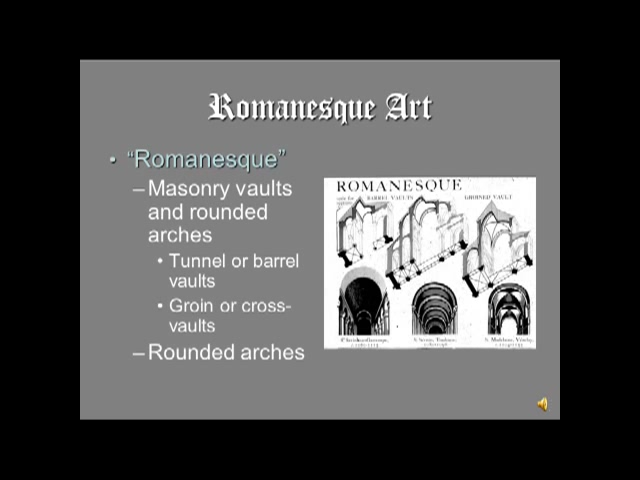 Romanesque Art
• “Romanesque”
– Masonry vaults
and rounded
arches
• Tunnel or barrel
vaults
• Groin or cross-
vaults
– Rounded arches
ROMANESQUE
BARREL VAULTS GROINED VAULT